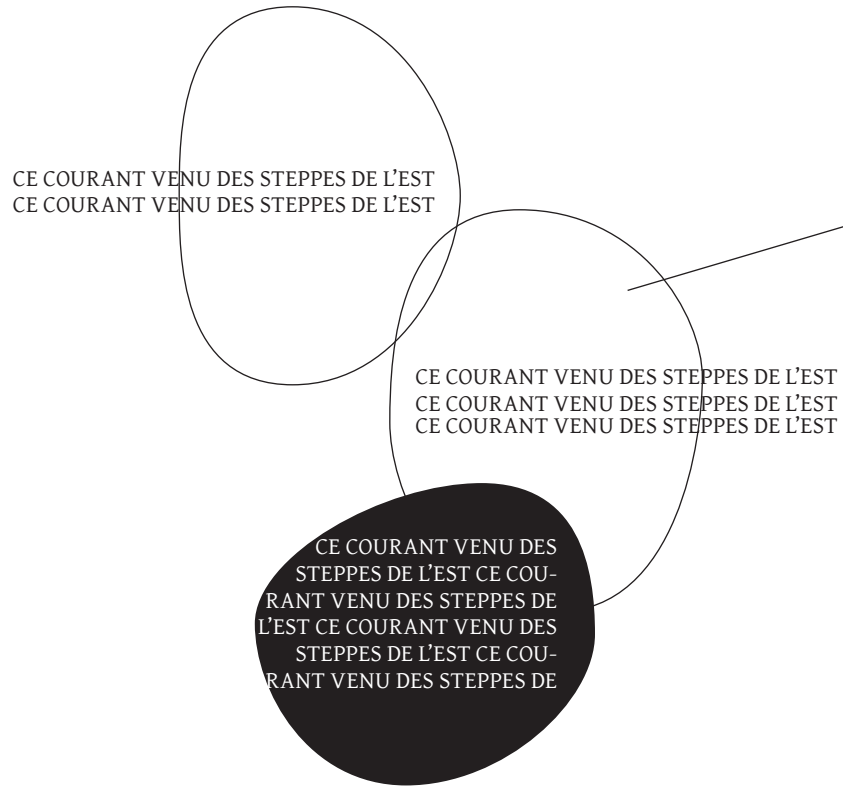 CE COURANT VENU DES STEPPES DE L’EST
CE COURANT VENU DES STEPPES DE L’EST
CE COURANT VENU DES STEPPES DE L’EST
CE COURANT VENU DES STEPPES DE L’EST
CE COURANT VENU DES STEPPES DE L’EST
CE COURANT VENU DES
STEPPES DE L’EST CE COU-
RANT VENU DES STEPPES DE
L’EST CE COURANT VENU DES
STEPPES DE L’EST CE COU-
RANT VENU DES STEPPES DE